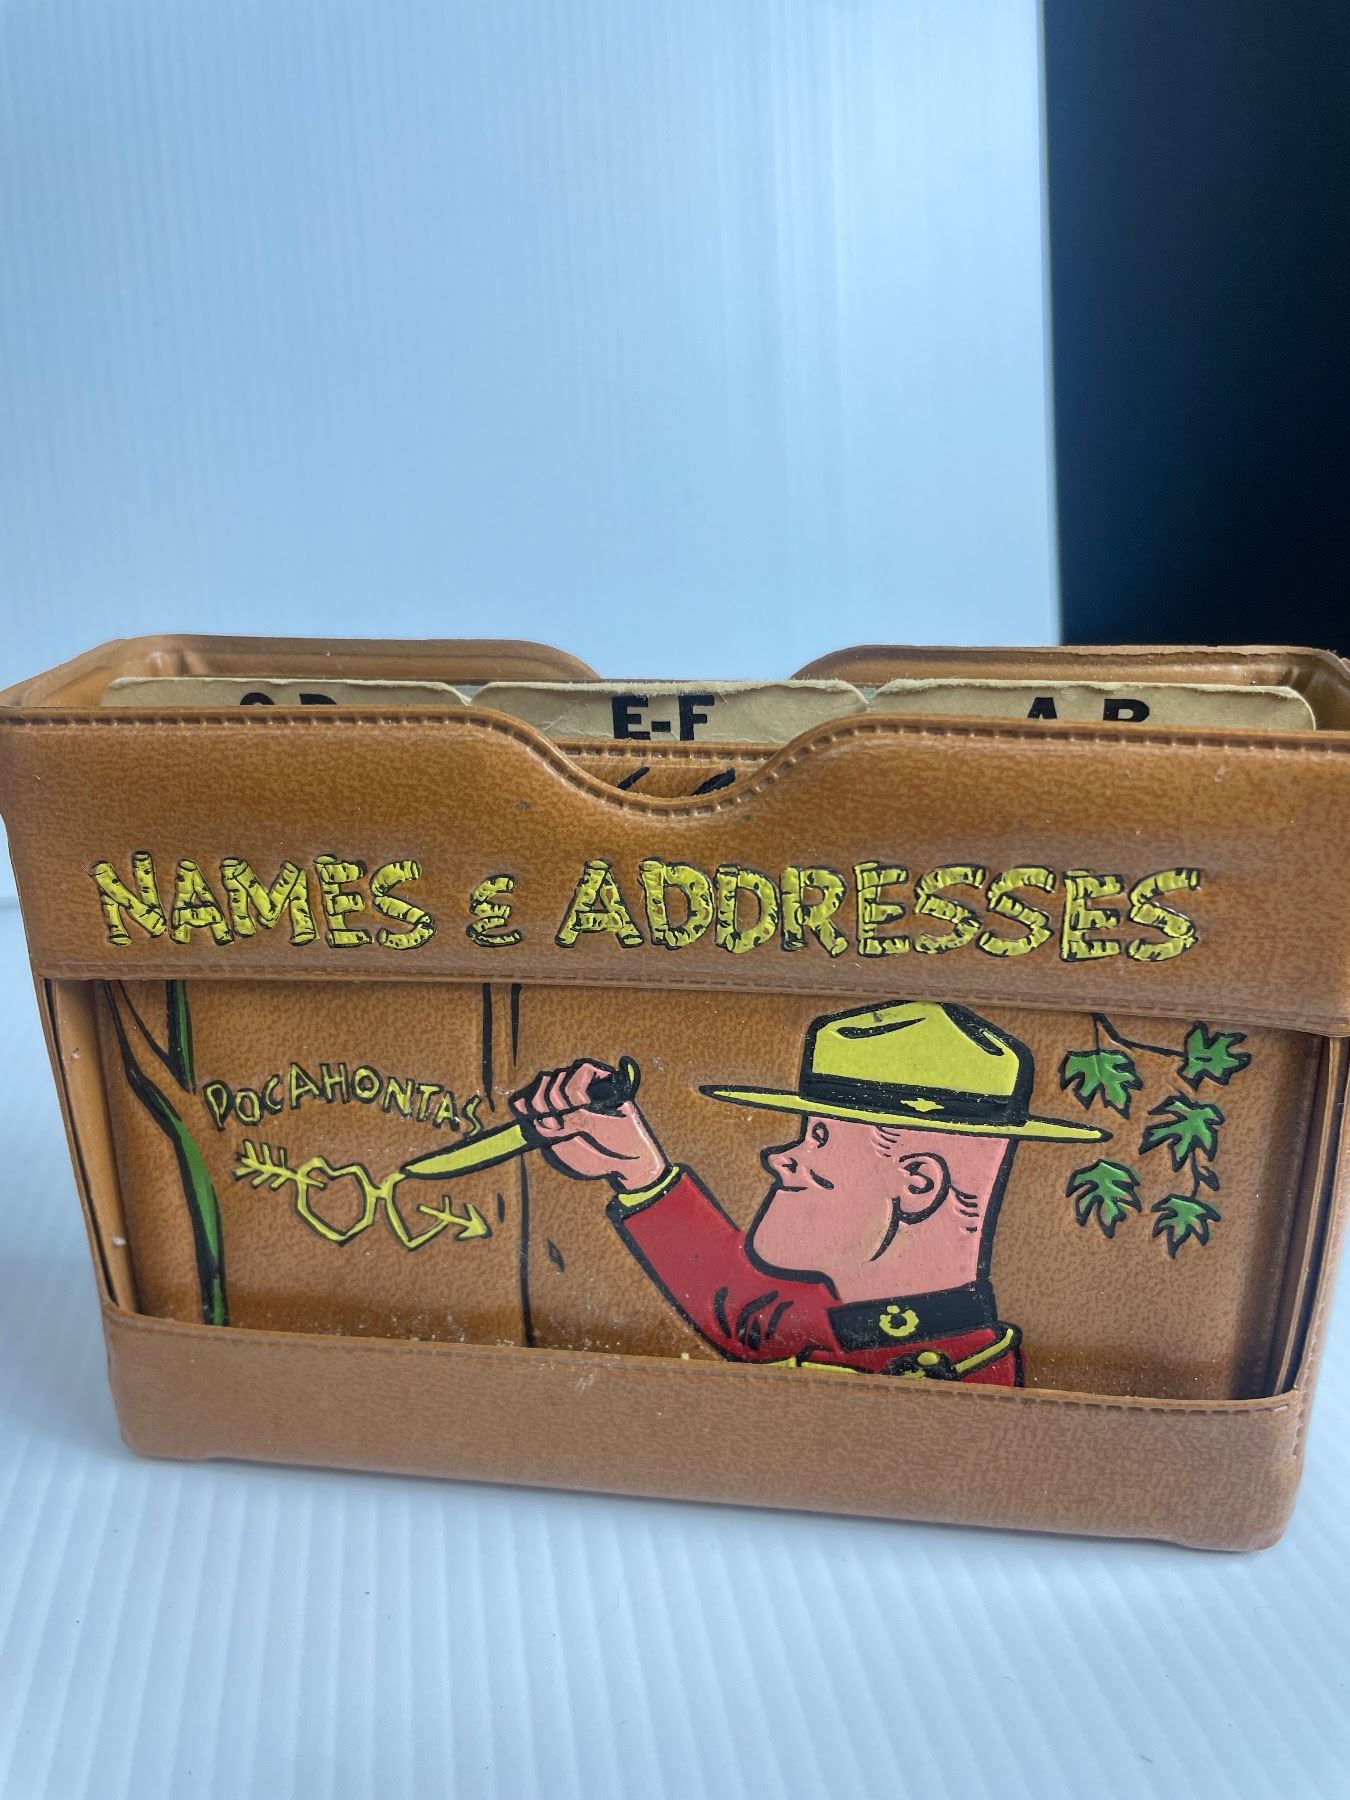 C-D E-F A-B
NAMES & ADDRESSES
POCAHONTAS